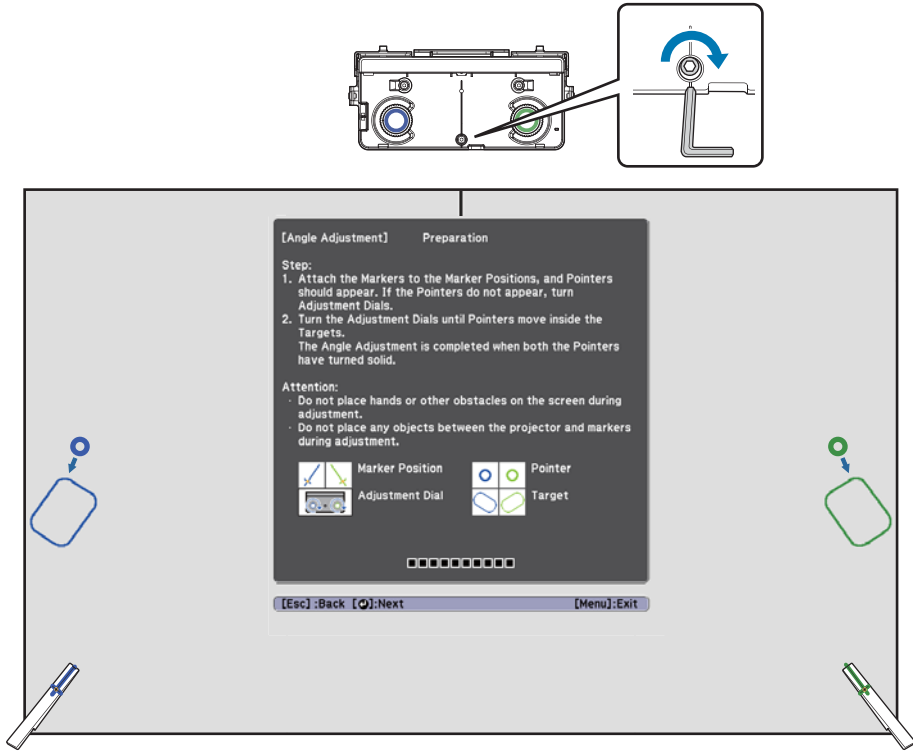 [Angle Adjustment] Preparation
Step:
1. Attach the Markers to the Marker Positions, and Pointers
should appear. If the Pointers do not appear, turn
Adjustment Dials.
2. Turn the Adjustment Dials until Pointers move inside the
Targets.
The Angle Adjustment is completed when both the Pointers
have turned solid.
Attention:
· Do not place hands or other obstacles on the screen during
adjustment.
· Do not place any objects between the projector and markers
during adjustment.
Marker Position Pointer
Adjustment Dial Target
[Esc] :Back [⏎]:Next [Menu]:Exit